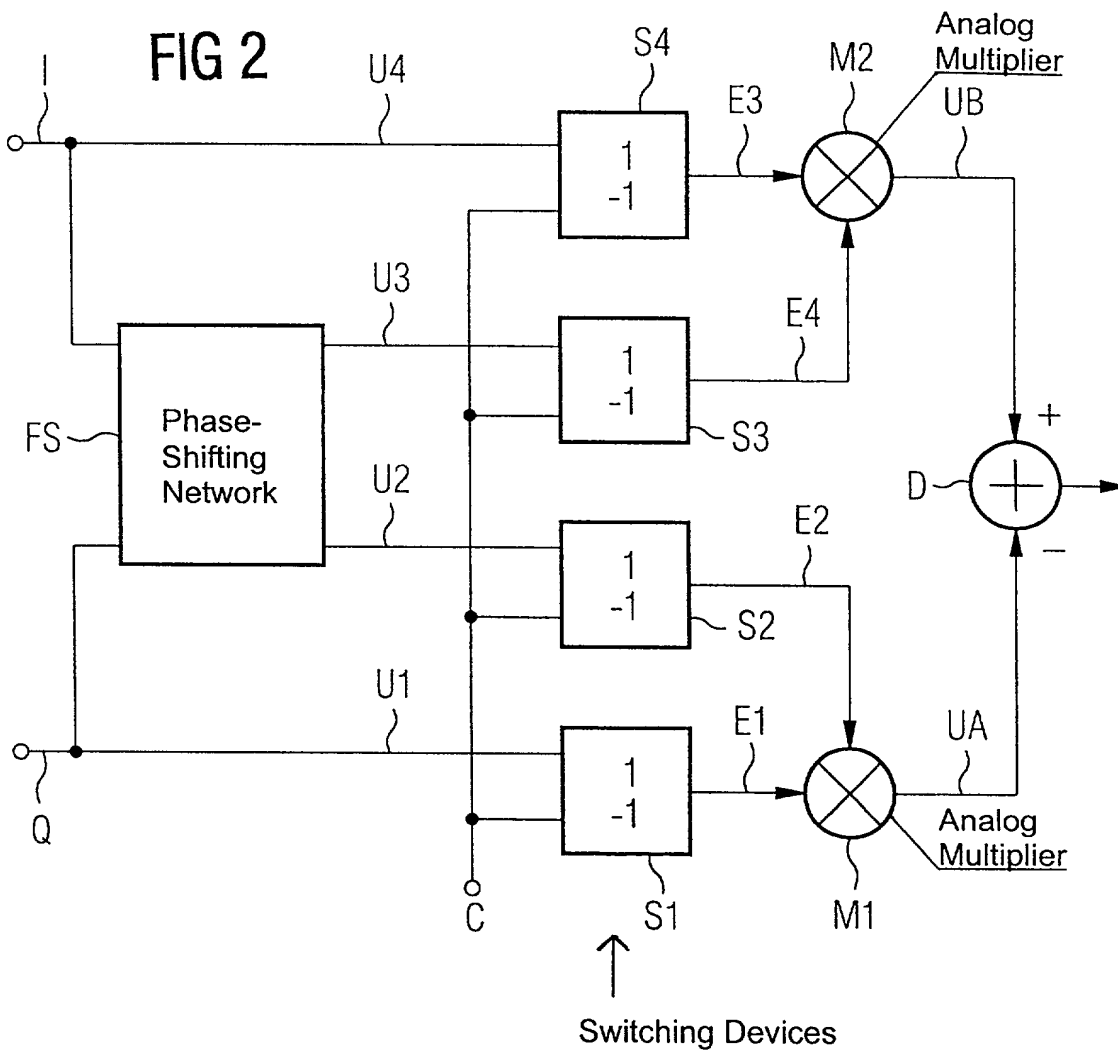 FIG 2
Analog
Multiplier
I
U4
S4
E3
M2
UB
1
-1
U3
E4
1
-1
S3
FS
Phase-
Shifting
Network
U2
E2
+
D
+
−
1
-1
S2
U1
E1
UA
1
-1
Q
C
S1
M1
Analog
Multiplier
Switching Devices